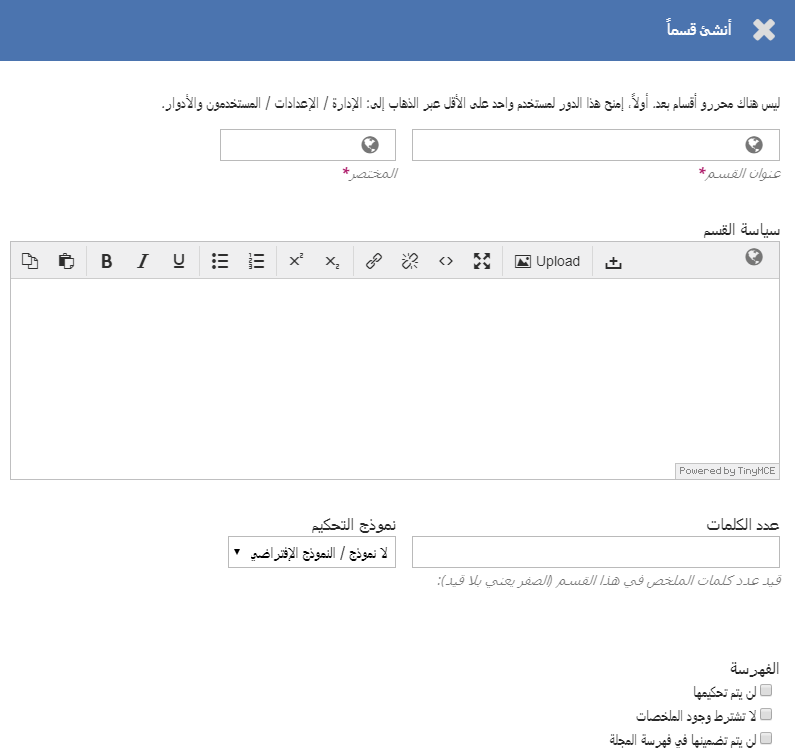 أنشئ قسماً
ليس هناك محررو أقسام بعد. أولاً، إمنح هذا الدور لمستخدم واحد على الأقل عبر الذهاب إلى: الإدارة / الإعدادات / المستخدمون والأدوار.
عنوان القسم* المختصر*
سياسة القسم
B I U Upload
Powered by TinyMCE
عدد الكلمات نموذج التحكيم
لا نموذج / النموذج الإفتراضي
قيد عدد كلمات الملخص في هذا القسم (الصفر يعني بلا قيد):
الفهرسة
لن يتم تحكيمها
لا تشترط وجود الملخصات
لن يتم تضمينها في فهرسة المجلة